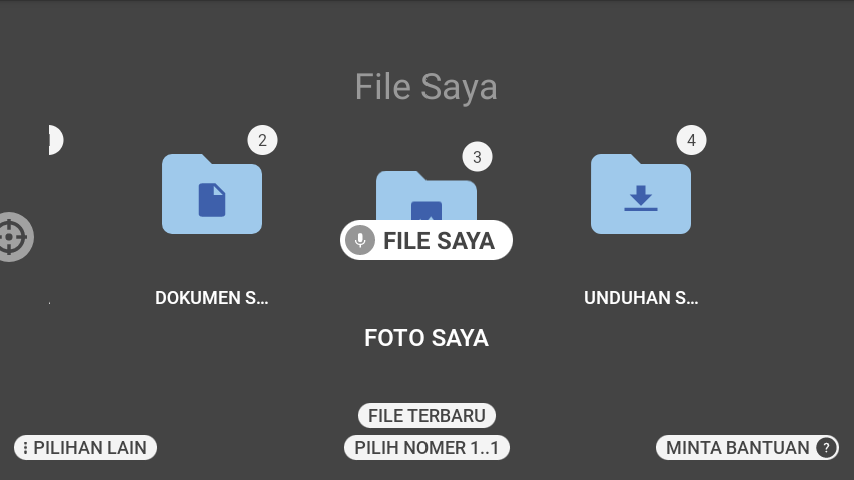 File Saya
2
3
4
FILE SAYA
DOKUMEN S...
UNDUHAN S...
FOTO SAYA
FILE TERBARU
PILIHAN LAIN
PILIH NOMER 1..1
MINTA BANTUAN ?